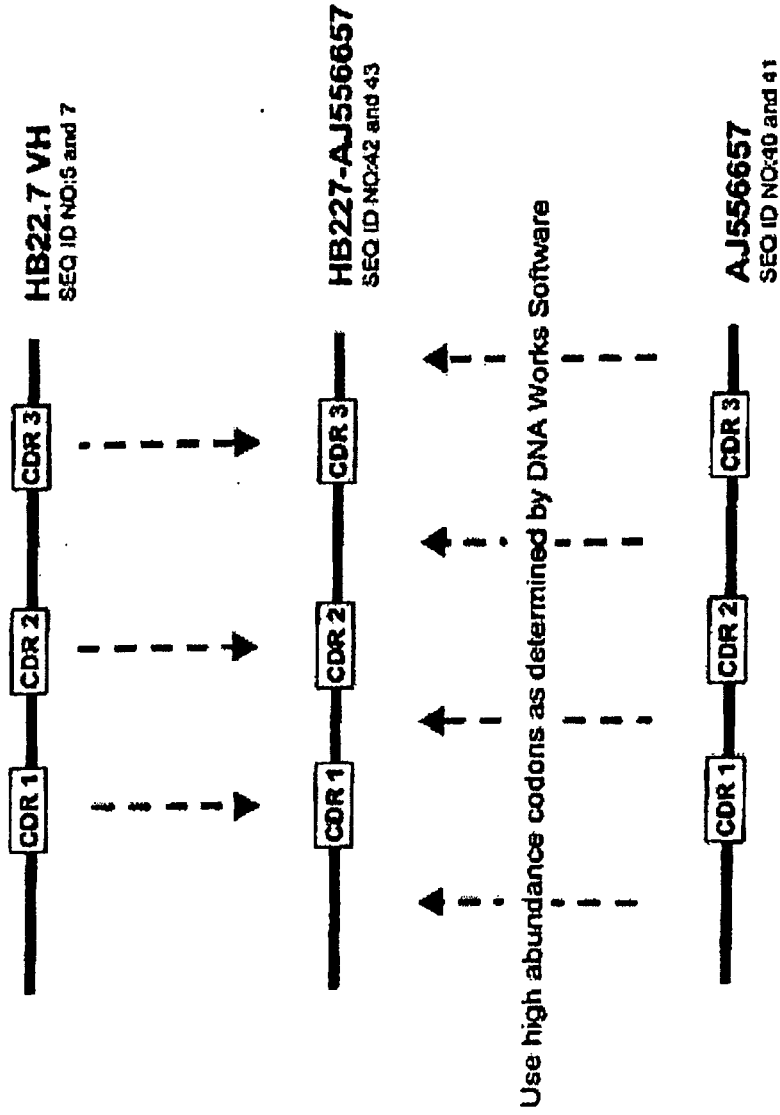 CDR 1
CDR 2
CDR 3
HB22.7 VH
SEQ ID NO:5 and 7
CDR 1
CDR 2
CDR 3
HB227-AJ556657
SEQ ID NO:42 and 43
Use high abundance codons as determined by DNA Works Software
CDR 1
CDR 2
CDR 3
AJ556657
SEQ ID NO:40 and 41